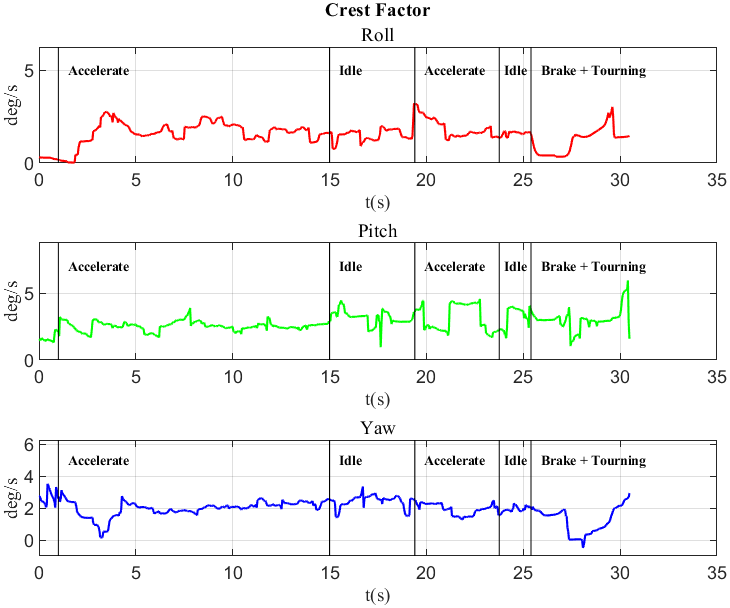 Crest Factor
Roll
deg/s
5
0
Accelerate
Idle
Accelerate
Idle
Brake + Tourning
0 5 10 15 20 25 30 35
t(s)
Pitch
deg/s
5
0
Accelerate
Idle
Accelerate
Idle
Brake + Tourning
0 5 10 15 20 25 30 35
t(s)
Yaw
deg/s
6
4
2
0
Accelerate
Idle
Accelerate
Idle
Brake + Tourning
0 5 10 15 20 25 30 35
t(s)